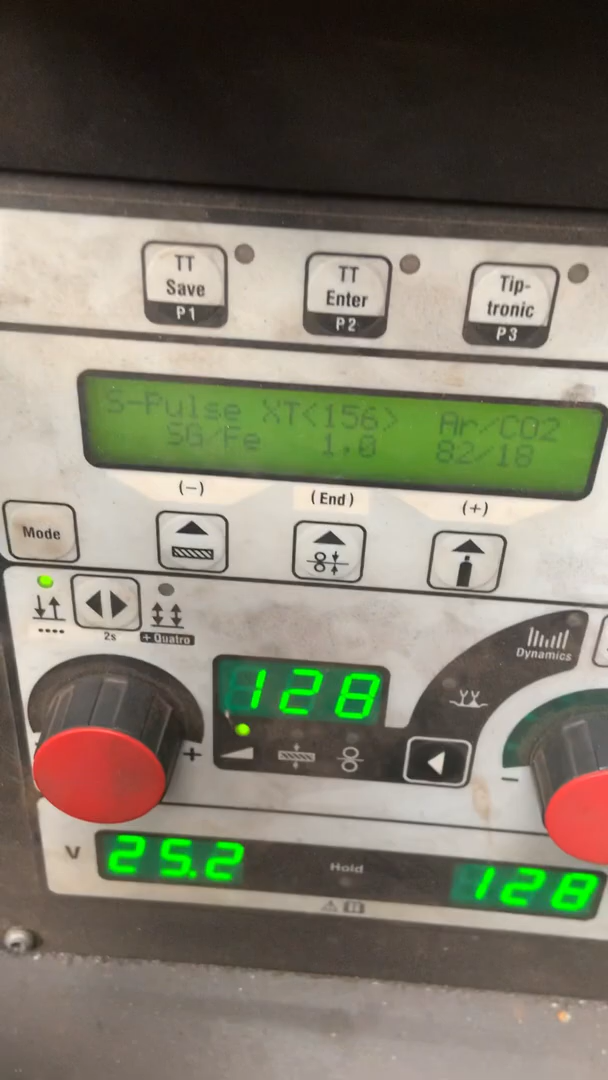 TT Save P1
TT Enter P2
Tip-tronic P3
S-Pulse XT<156> Ar/CO2
SG/Fe 1.0 82/18
(-) (End) (+)
Mode
2s + Quatro
Dynamics
128
+ -
V 25.2 Hold 128